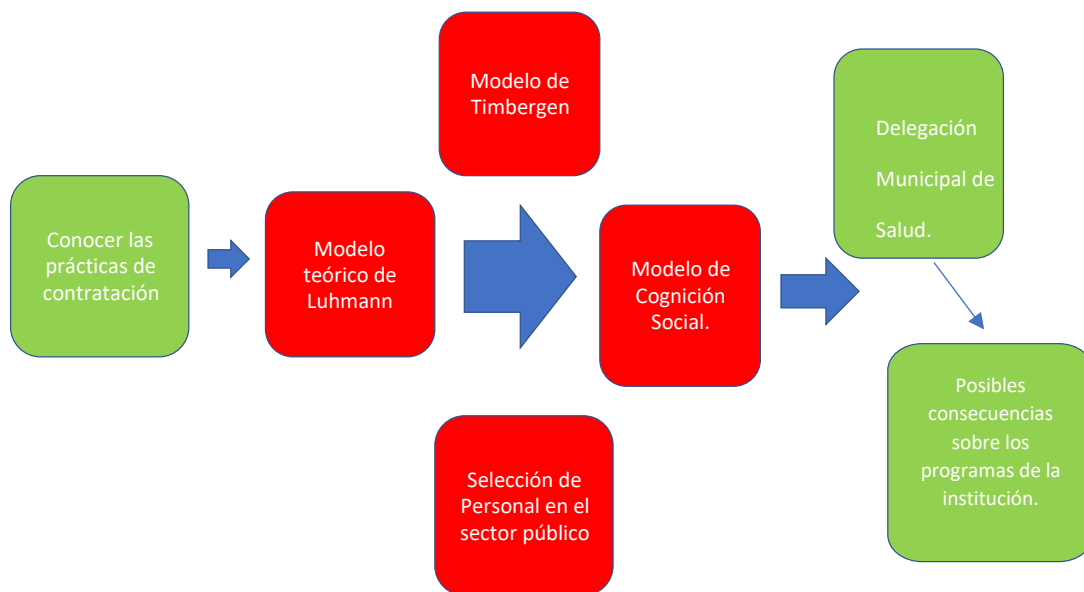 Conocer las
prácticas de
contratación
Modelo
teórico de
Luhmann
Modelo de
Timbergen
Selección de
Personal en el
sector público
Modelo de
Cognición
Social.
Delegación
Municipal de
Salud.
Posibles
consecuencias
sobre los
programas de la
institución.